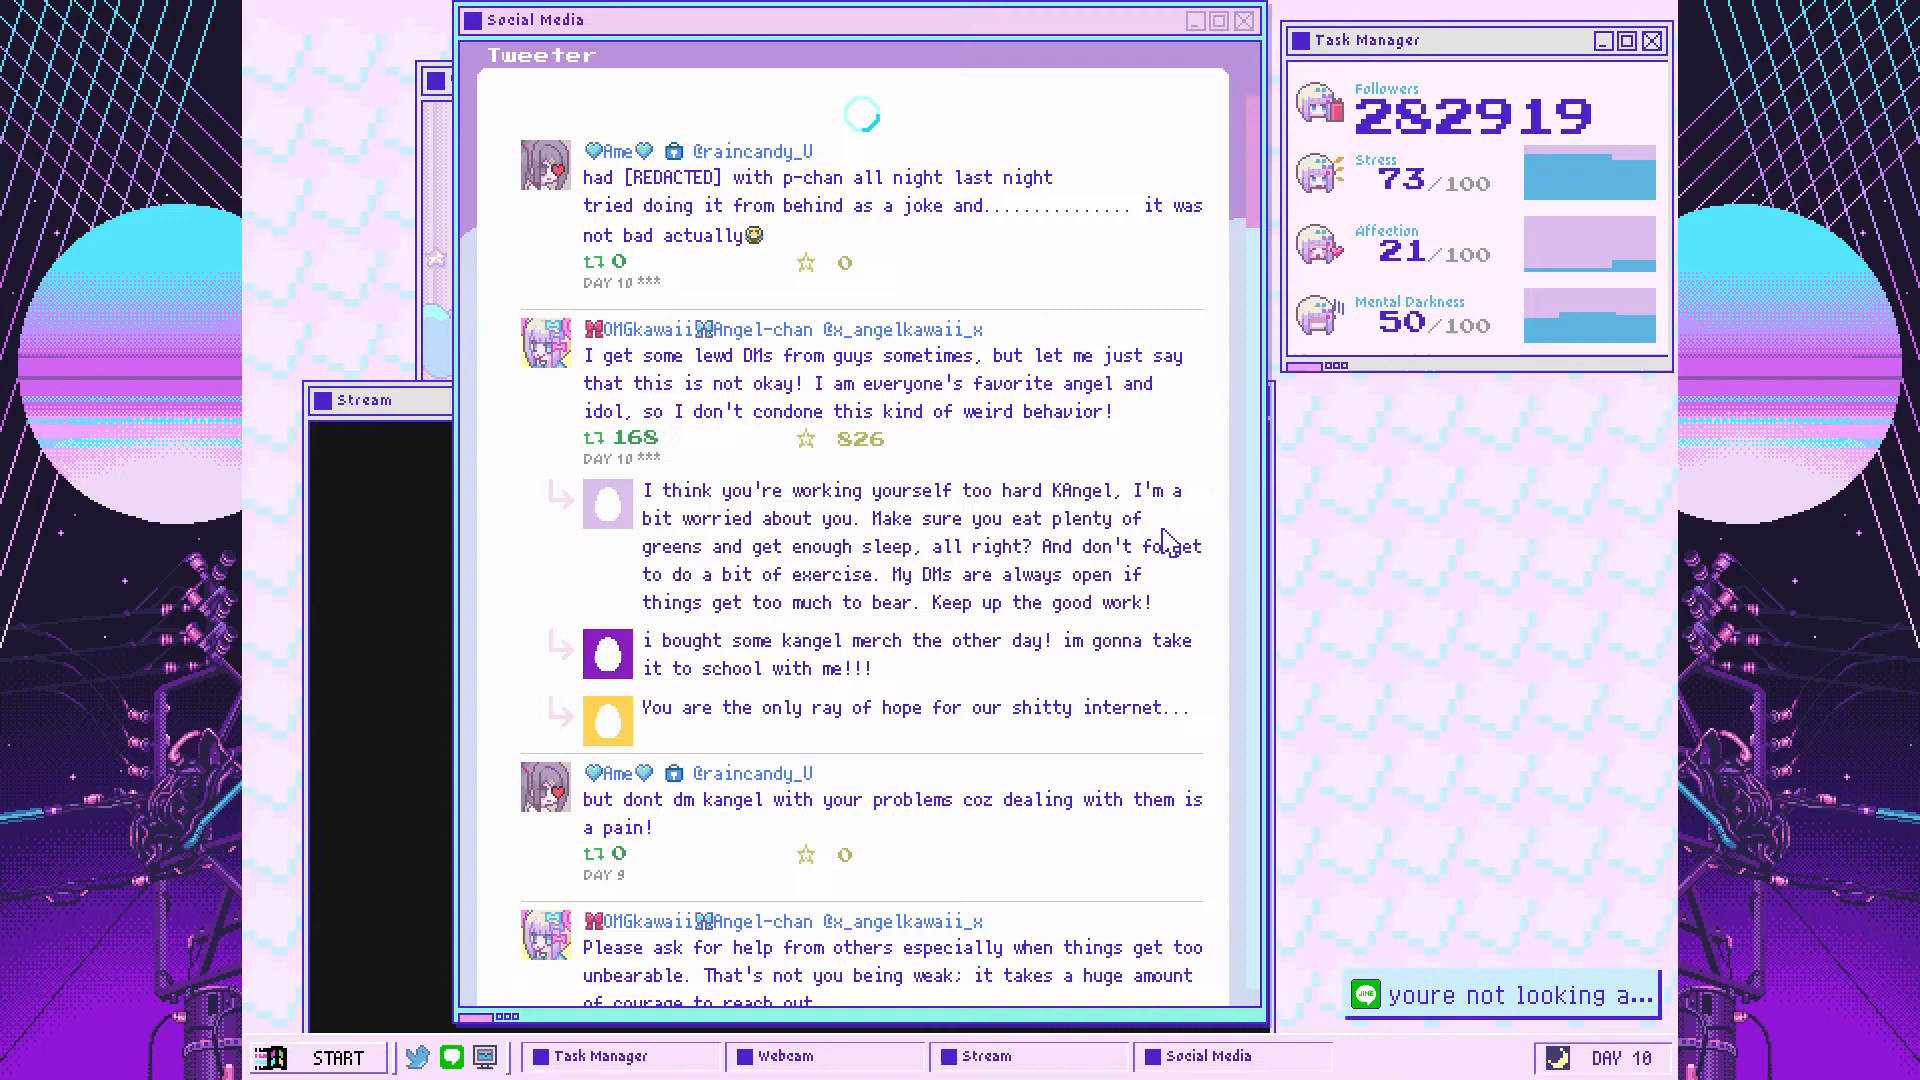 Social Media
Tweeter
Ame @raincandy_U
had [REDACTED] with p-chan all night last night
tried doing it from behind as a joke and............... it was
not bad actually
0 0
DAY 10 ***
OMGkawaiiAngel-chan @x_angelkawaii_x
I get some lewd DMs from guys sometimes, but let me just say
that this is not okay! I am everyone's favorite angel and
idol, so I don't condone this kind of weird behavior!
168 826
DAY 10 ***
I think you're working yourself too hard KAngel, I'm a
bit worried about you. Make sure you eat plenty of
greens and get enough sleep, all right? And don't forget
to do a bit of exercise. My DMs are always open if
things get too much to bear. Keep up the good work!
i bought some kangel merch the other day! im gonna take
it to school with me!!!
You are the only ray of hope for our shitty internet...
Ame @raincandy_U
but dont dm kangel with your problems coz dealing with them is
a pain!
0 0
DAY 9
OMGkawaiiAngel-chan @x_angelkawaii_x
Please ask for help from others especially when things get too
unbearable. That's not you being weak; it takes a huge amount
of courage to reach out
Stream
Task Manager
Followers
282919
Stress
73/100
Affection
21/100
Mental Darkness
50/100
JINE
youre not looking a...
START
Task Manager
Webcam
Stream
Social Media
DAY 10